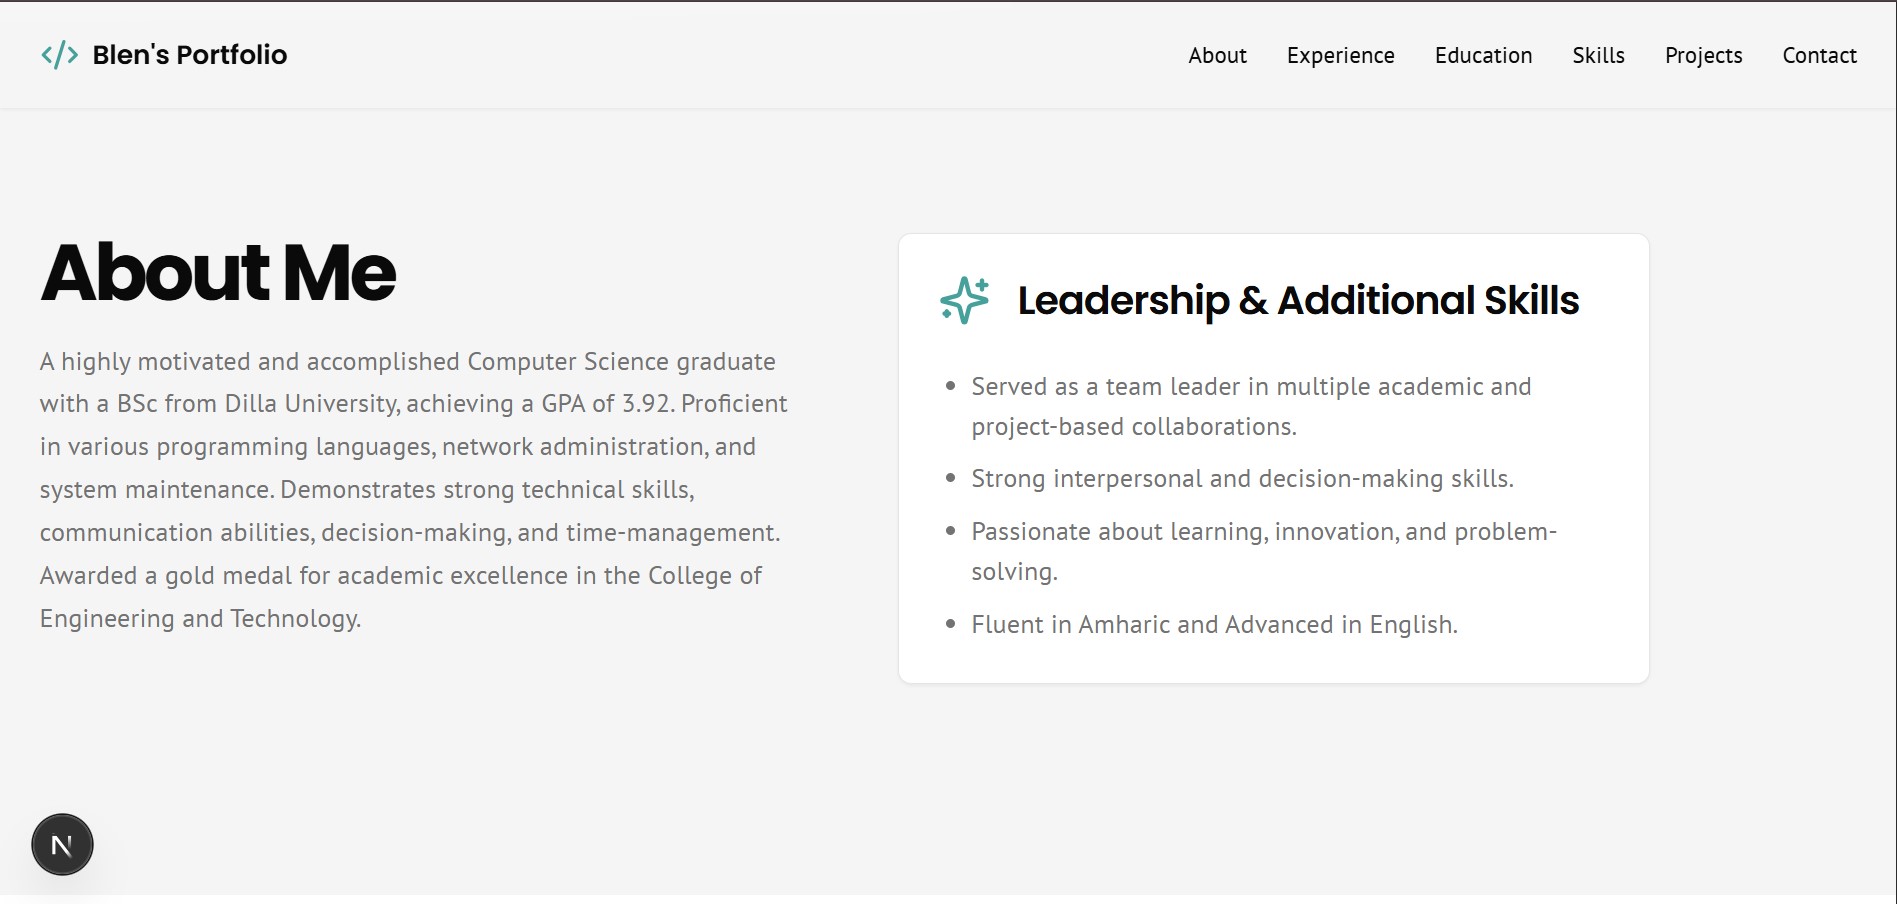 Blen's Portfolio
About
Experience
Education
Skills
Projects
Contact
About Me
A highly motivated and accomplished Computer Science graduate
with a BSc from Dilla University, achieving a GPA of 3.92. Proficient
in various programming languages, network administration, and
system maintenance. Demonstrates strong technical skills,
communication abilities, decision-making, and time-management.
Awarded a gold medal for academic excellence in the College of
Engineering and Technology.
Leadership & Additional Skills
Served as a team leader in multiple academic and
project-based collaborations.
Strong interpersonal and decision-making skills.
Passionate about learning, innovation, and problem-
solving.
Fluent in Amharic and Advanced in English.
N